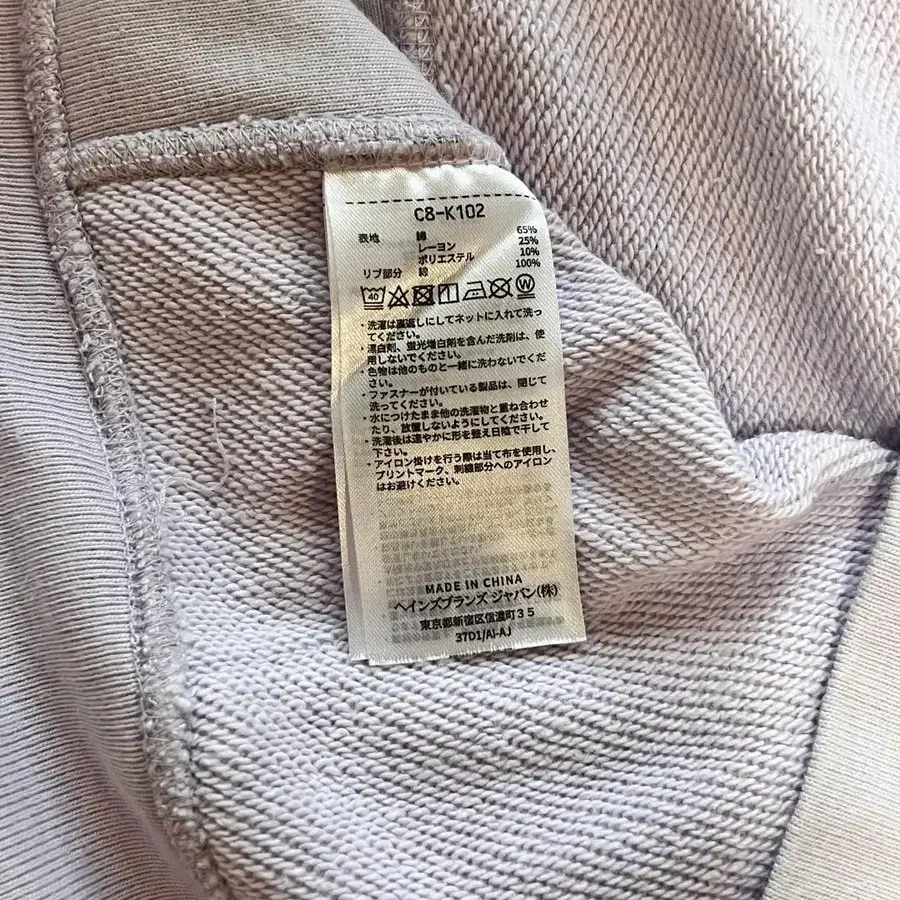 C8-K102
表地 綿 65%
レーヨン 25%
ポリエステル 10%
リブ部分 綿 100%
40 W
・洗濯は裏返しにしてネットに入れて洗っ
てください。
・漂白剤、蛍光増白剤を含んだ洗剤は、使
用しないでください。
・色物は他のものと一緒に洗わないでくだ
さい。
・ファスナーが付いている製品は、閉じて
洗ってください。
・水につけたまま他の洗濯物と重ね合わせ
たり、放置しないようにしてください。
・洗濯後は速やかに形を整え日陰で干して
下さい。
・アイロン掛けを行う際は当て布を使用し、
プリントマーク、刺繍部分へのアイロン
はお避けください。
MADE IN CHINA
ヘインズブランズ ジャパン(株)
東京都新宿区信濃町35
37D1/AI-AJ